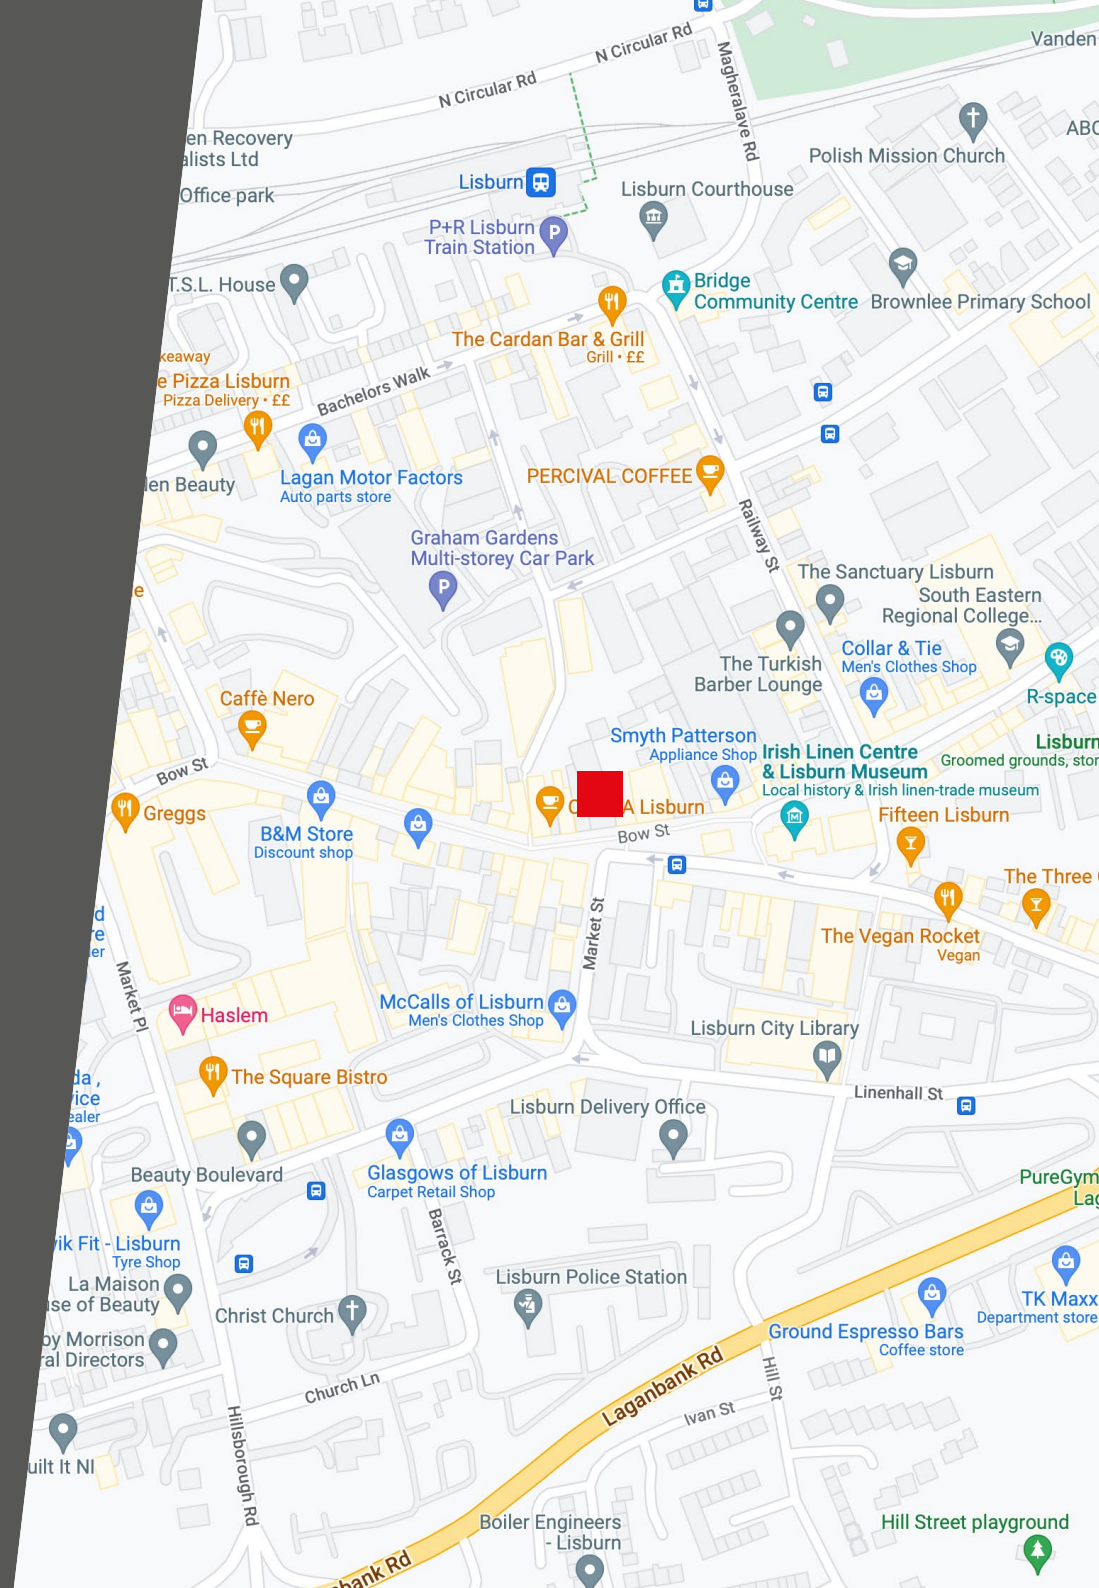 Vanden
N Circular Rd
N Circular Rd
Magheralave Rd
en Recovery
alists Ltd
ABC
Polish Mission Church
Office park
Lisburn
Lisburn Courthouse
P+R Lisburn
Train Station
T.S.L. House
Bridge
Community Centre
Brownlee Primary School
The Cardan Bar & Grill
Grill • ££
keaway
e Pizza Lisburn
Pizza Delivery • ££
Bachelors Walk
len Beauty
Lagan Motor Factors
Auto parts store
PERCIVAL COFFEE
Railway St
Graham Gardens
Multi-storey Car Park
The Sanctuary Lisburn
South Eastern
Regional College...
e
The Turkish
Barber Lounge
Collar & Tie
Men's Clothes Shop
R-space
Caffè Nero
Smyth Patterson
Appliance Shop
Irish Linen Centre
& Lisburn Museum
Local history & Irish linen-trade museum
Lisburn
Groomed grounds, stor
Bow St
Greggs
B&M Store
Discount shop
C
A Lisburn
Bow St
Fifteen Lisburn
The Three
d
re
er
Market St
The Vegan Rocket
Vegan
Market Pl
Haslem
McCalls of Lisburn
Men's Clothes Shop
Lisburn City Library
The Square Bistro
da ,
vice
ealer
Linenhall St
Lisburn Delivery Office
Beauty Boulevard
Glasgows of Lisburn
Carpet Retail Shop
PureGym
Lag
Barrack St
ik Fit - Lisburn
Tyre Shop
La Maison
se of Beauty
Lisburn Police Station
Christ Church
TK Maxx
Department store
Ground Espresso Bars
Coffee store
by Morrison
ral Directors
Laganbank Rd
Hill St
Church Ln
Ivan St
Hillsborough Rd
uilt It NI
Boiler Engineers
- Lisburn
Hill Street playground
bank Rd